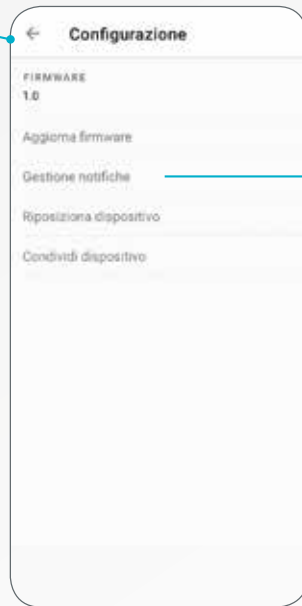 Configurazione
FIRMWARE
1.0
Aggiorna firmware
Gestione notifiche
Riposiziona dispositivo
Condividi dispositivo